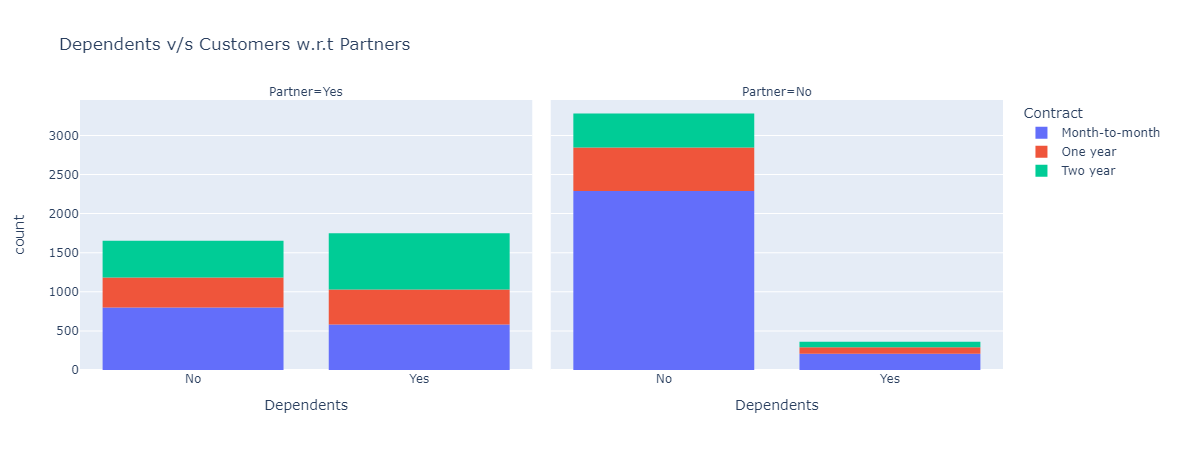 Dependents v/s Customers w.r.t Partners
Partner=Yes
Partner=No
Contract
Month-to-month
One year
Two year
count
3000
2500
2000
1500
1000
500
0
No
Yes
No
Yes
Dependents
Dependents